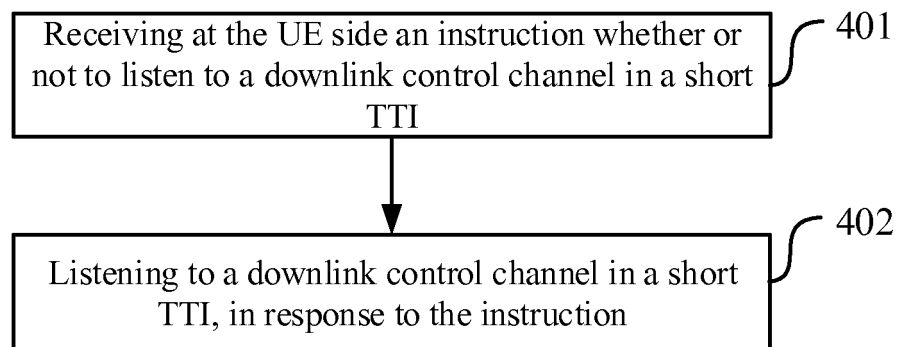 Receiving at the UE side an instruction whether or
not to listen to a downlink control channel in a short
TTI
401
Listening to a downlink control channel in a short
TTI, in response to the instruction
402